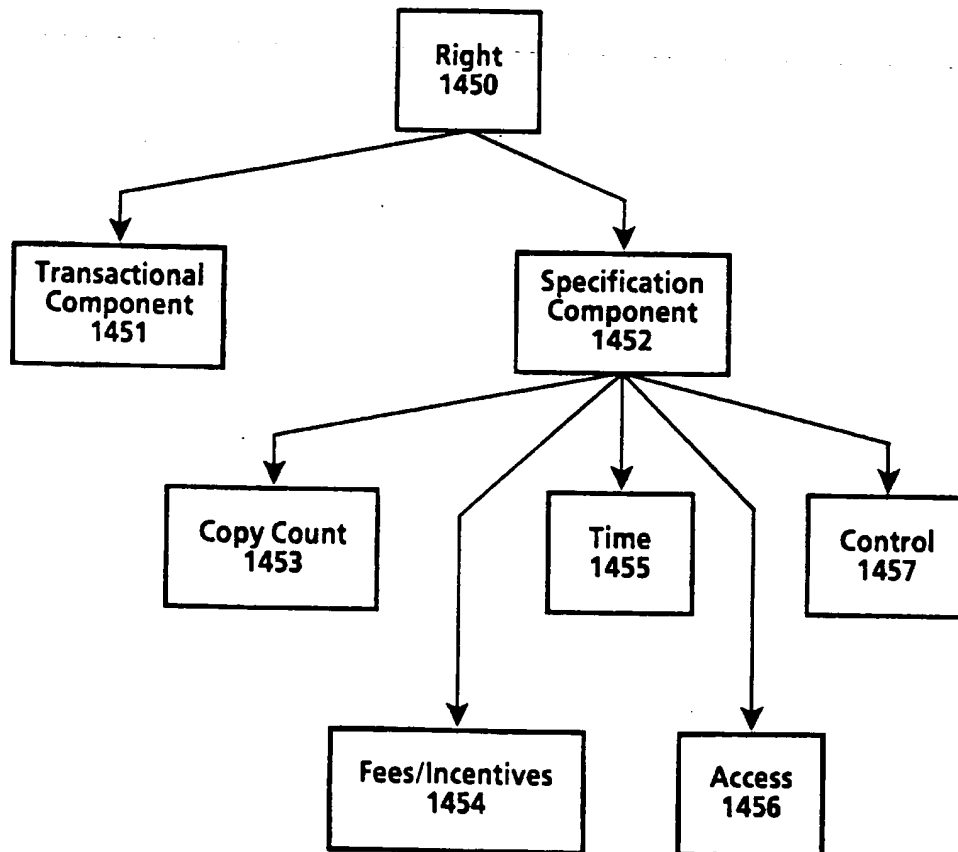 Right
1450
Transactional
Component
1451
Specification
Component
1452
Copy Count
1453
Time
1455
Control
1457
Fees/Incentives
1454
Access
1456